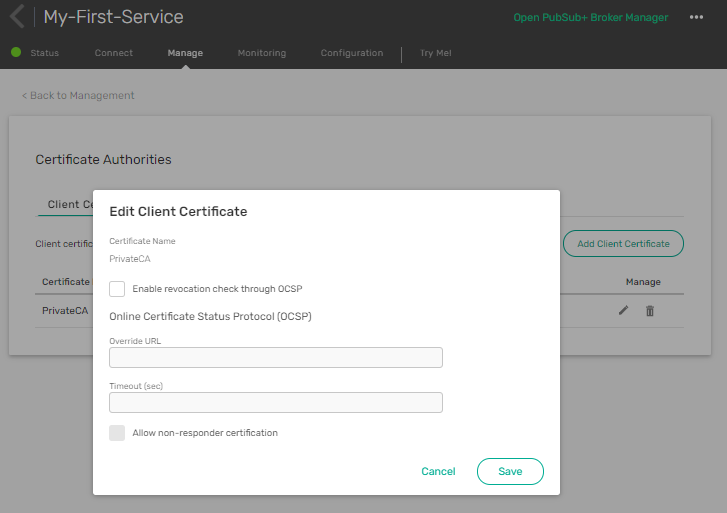 My-First-Service
Open PubSub+ Broker Manager
Status Connect Manage Monitoring Configuration Try Me!
< Back to Management
Certificate Authorities
Client Ce
Client certific
Add Client Certificate
Certificate
Manage
PrivateCA
Edit Client Certificate
Certificate Name
PrivateCA
Enable revocation check through OCSP
Online Certificate Status Protocol (OCSP)
Override URL
Timeout (sec)
Allow non-responder certification
Cancel Save